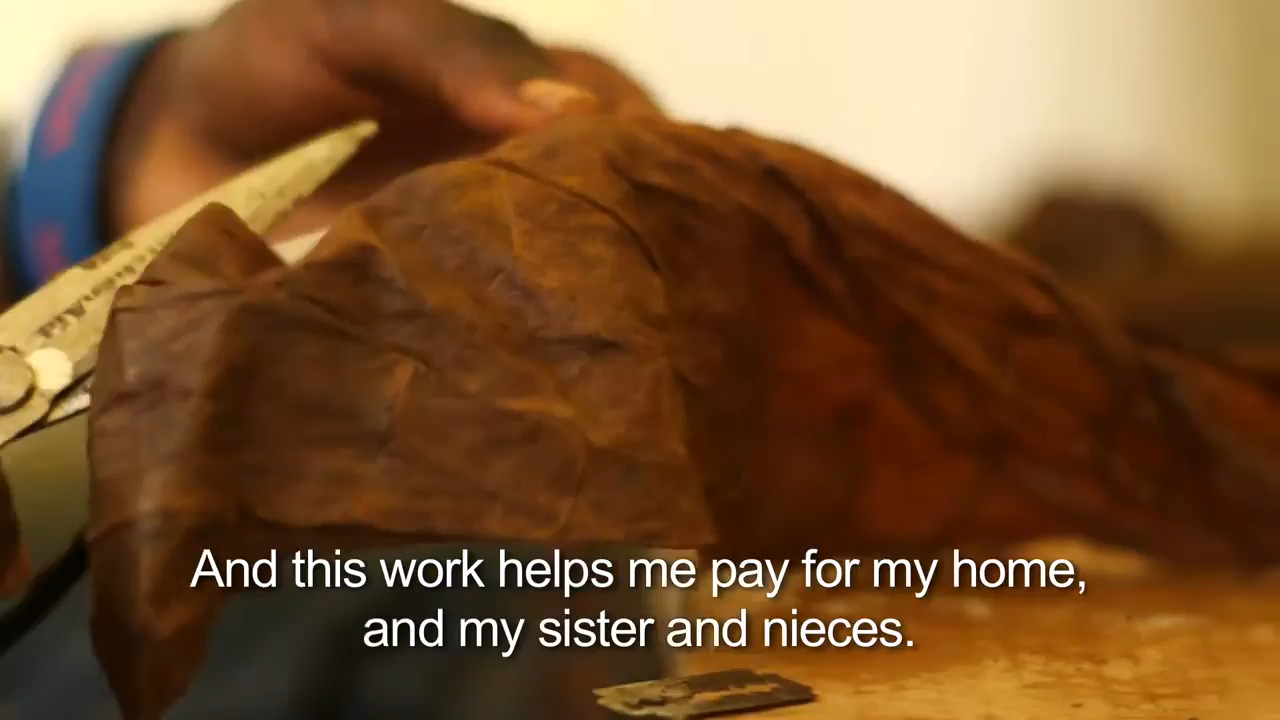 And this work helps me pay for my home,
and my sister and nieces.